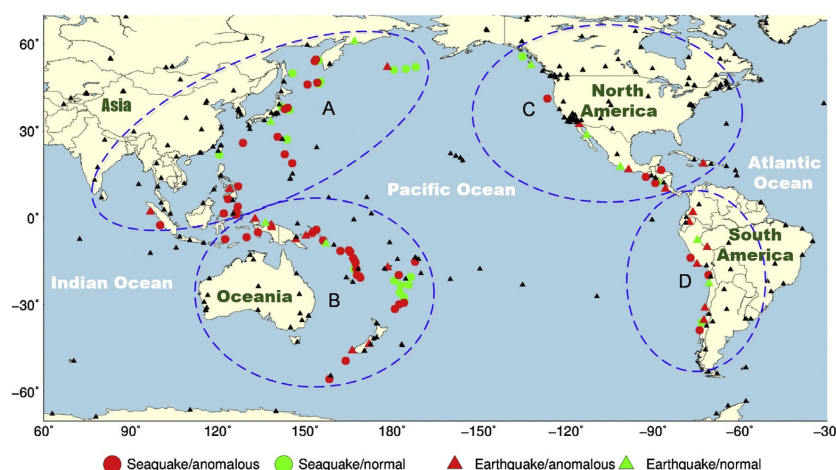 60°
30°
0°
−30°
−60°
Asia
A
C
North
America
Atlantic
Ocean
Pacific Ocean
Indian Ocean
Oceania
B
D
South
America
60 90 120 150 180 −150 −120 −90 −60 −30
Seaquake/anomalous Seaquake/normal Earthquake/anomalous Earthquake/normal